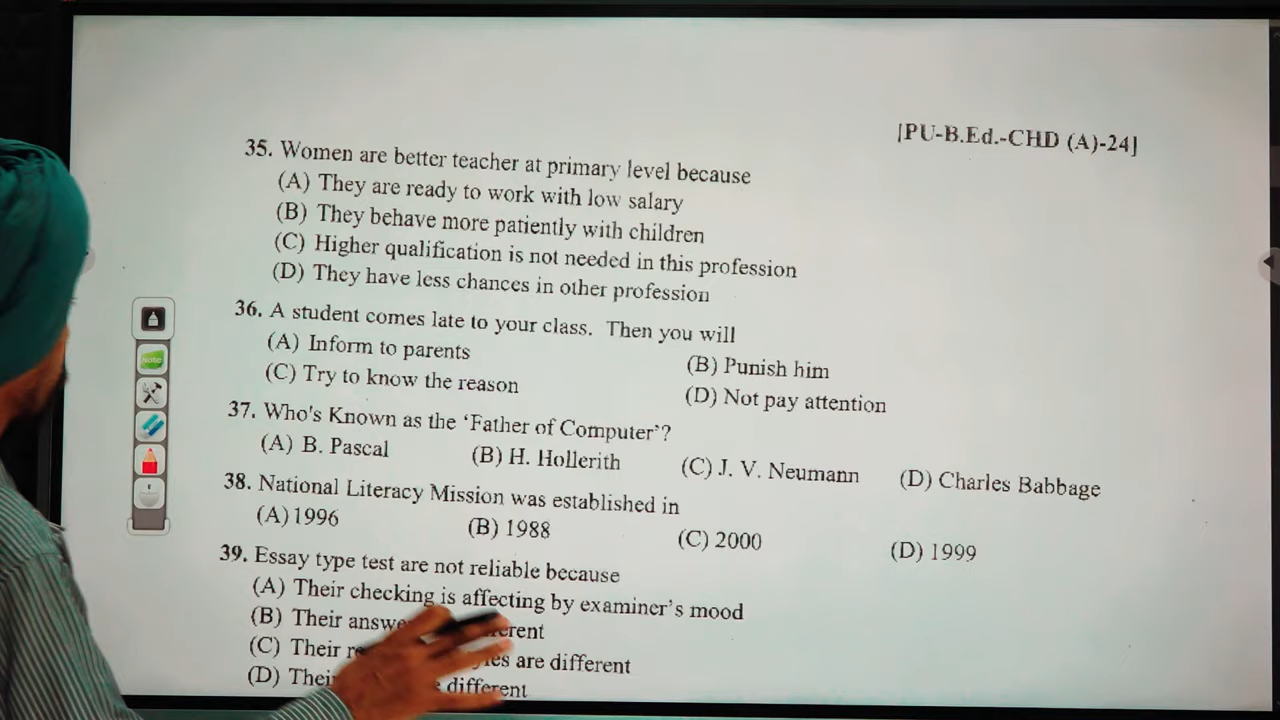 [PU-B.Ed.-CHD (A)-24]
35. Women are better teacher at primary level because
(A) They are ready to work with low salary
(B) They behave more patiently with children
(C) Higher qualification is not needed in this profession
(D) They have less chances in other profession
36. A student comes late to your class. Then you will
(A) Inform to parents (B) Punish him
(C) Try to know the reason (D) Not pay attention
37. Who's Known as the ‘Father of Computer’?
(A) B. Pascal (B) H. Hollerith (C) J. V. Neumann (D) Charles Babbage
38. National Literacy Mission was established in
(A) 1996 (B) 1988 (C) 2000 (D) 1999
39. Essay type test are not reliable because
(A) Their checking is affecting by examiner's mood
(B) Their
(C) Their are different
(D) different